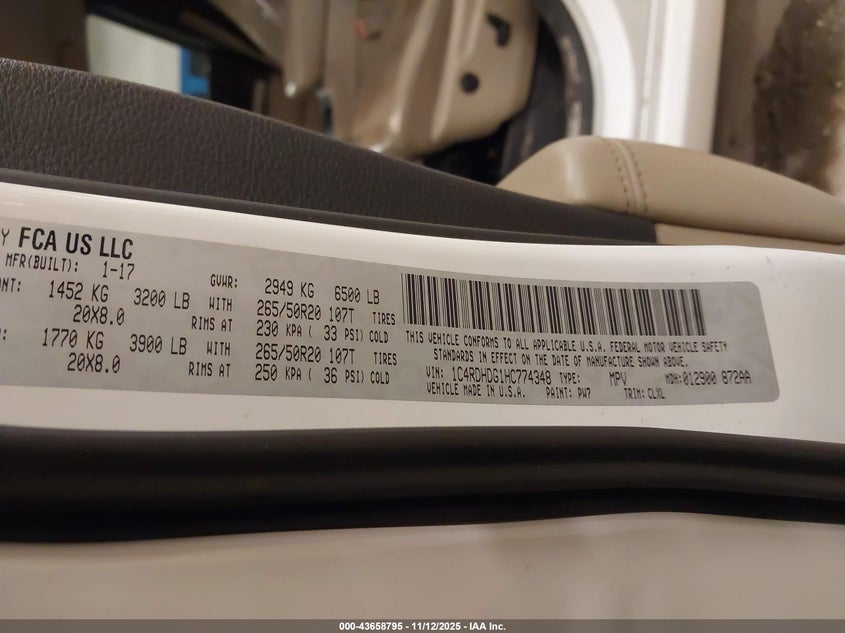 Y FCA US LLC
MFR(BUILT): 1-17
GVWR: 2949 KG 6500 LB
NT: 1452 KG 3200 LB WITH 265/50R20 107T TIRES
20X8.0 RIMS AT 230 KPA ( 33 PSI) COLD
: 1770 KG 3900 LB WITH 265/50R20 107T TIRES
20X8.0 RIMS AT 250 KPA ( 36 PSI) COLD
THIS VEHICLE CONFORMS TO ALL APPLICABLE U.S.A. FEDERAL MOTOR VEHICLE SAFETY
STANDARDS IN EFFECT ON THE DATE OF MANUFACTURE SHOWN ABOVE.
VIN: 1C4RDHDG1HC774348 TYPE: MPV MDH:012900 872AA
VEHICLE MADE IN U.S.A. PAINT: PW7 TRIM: CLXL
000-43658795 - 11/12/2025 - IAA Inc.